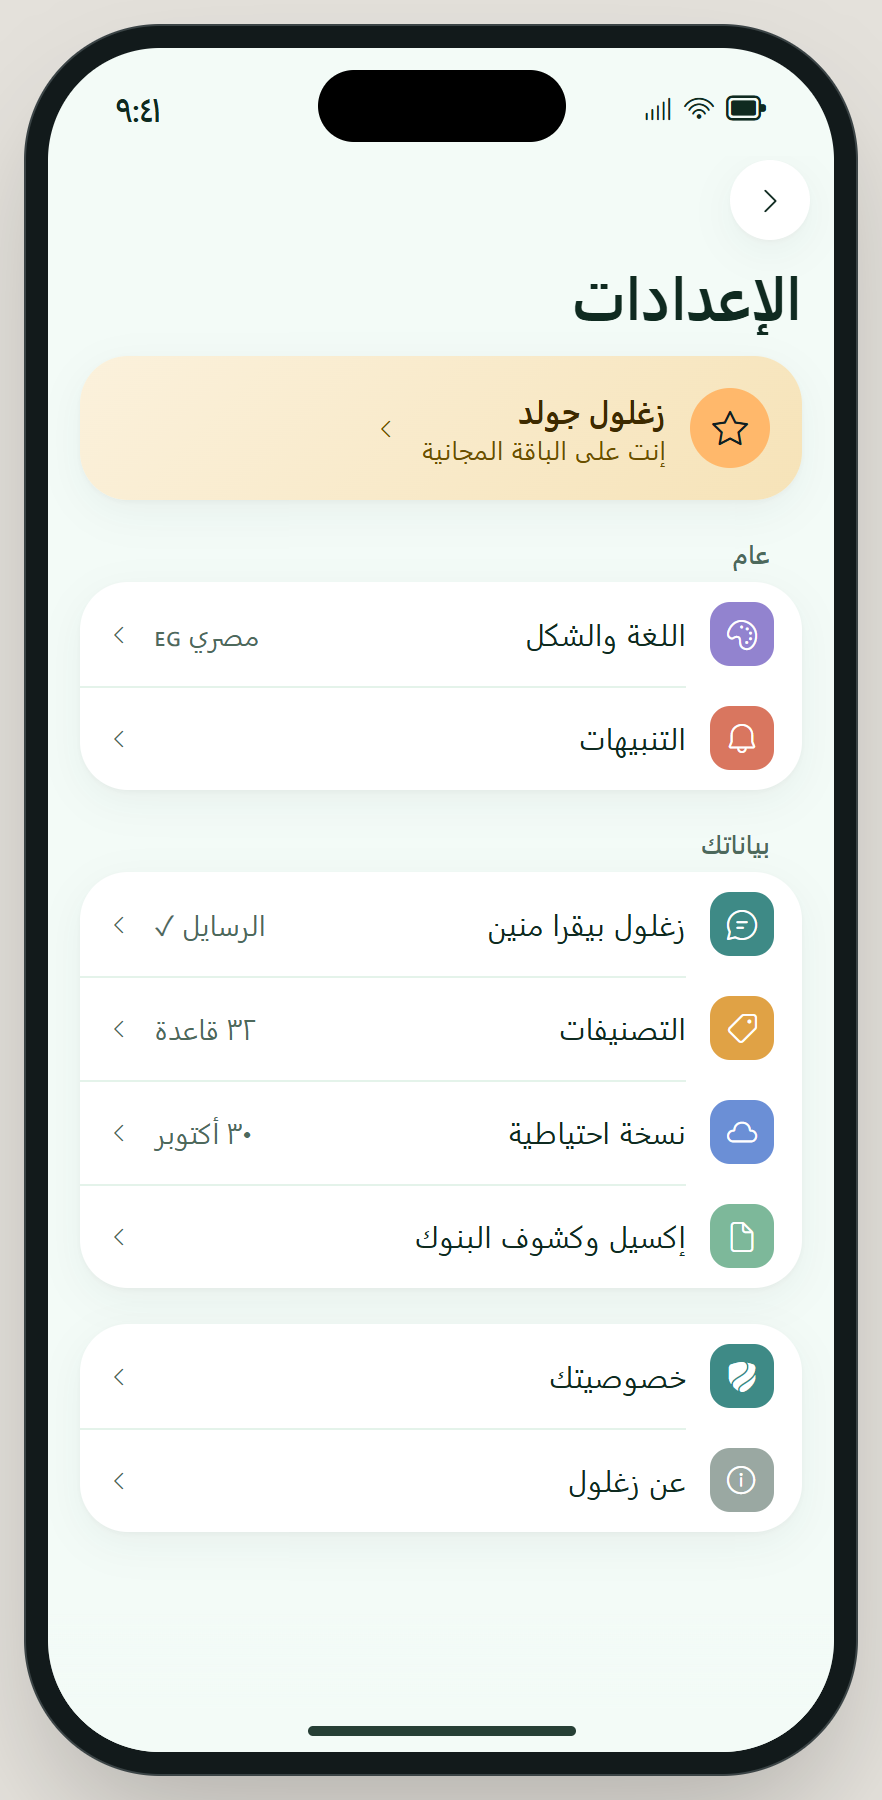 ٩:٤١
الإعدادات
زغلول جولد
إنت على الباقة المجانية
عام
اللغة والشكل
مصري EG
التنبيهات
بياناتك
زغلول بيقرا منين
الرسايل ✓
التصنيفات
٣٢ قاعدة
نسخة احتياطية
٣٠ أكتوبر
إكسيل وكشوف البنوك
خصوصيتك
عن زغلول